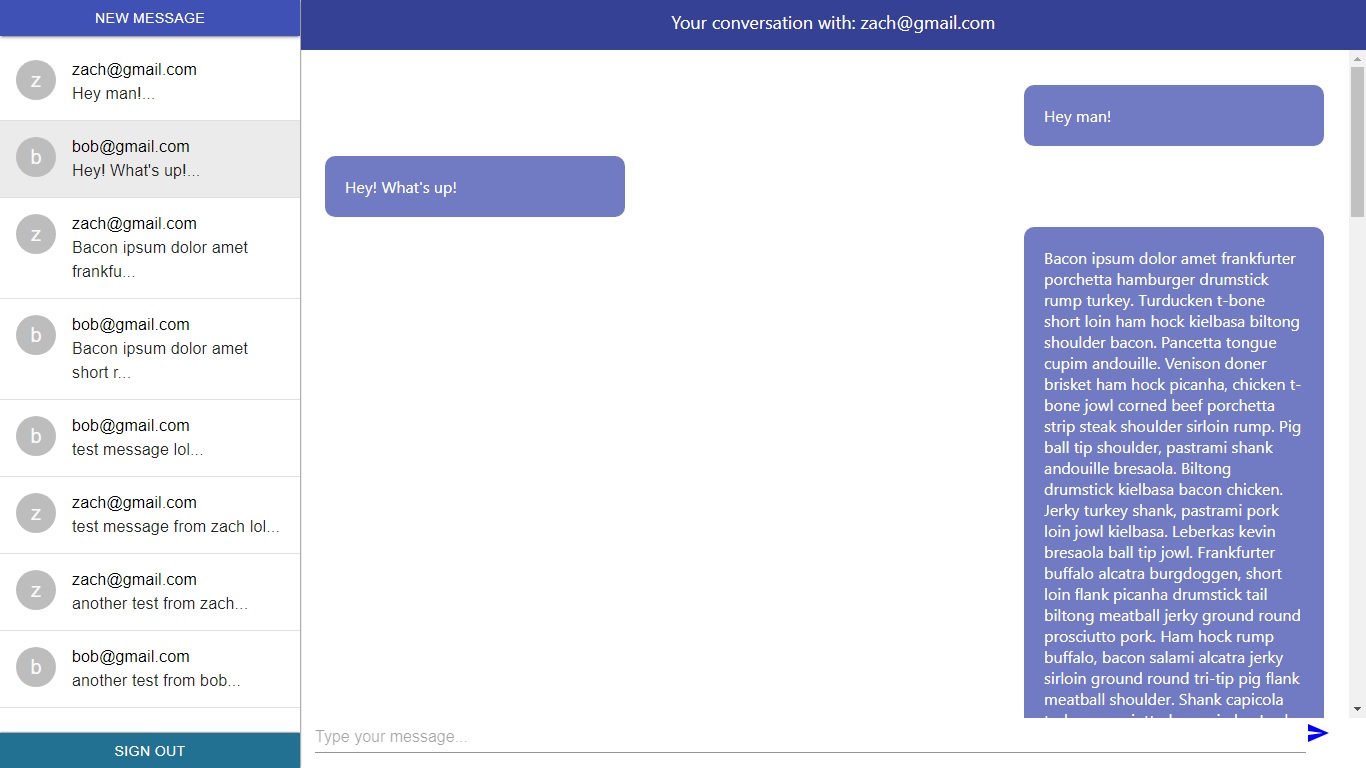 NEW MESSAGE
z
zach@gmail.com
Hey man!...
b
bob@gmail.com
Hey! What's up!...
z
zach@gmail.com
Bacon ipsum dolor amet
frankfu...
b
bob@gmail.com
Bacon ipsum dolor amet
short r...
b
bob@gmail.com
test message lol...
z
zach@gmail.com
test message from zach lol...
z
zach@gmail.com
another test from zach...
b
bob@gmail.com
another test from bob...
SIGN OUT
Your conversation with: zach@gmail.com
Hey man!
Hey! What's up!
Bacon ipsum dolor amet frankfurter
porchetta hamburger drumstick
rump turkey. Turducken t-bone
short loin ham hock kielbasa biltong
shoulder bacon. Pancetta tongue
cupim andouille. Venison doner
brisket ham hock picanha, chicken t-
bone jowl corned beef porchetta
strip steak shoulder sirloin rump. Pig
ball tip shoulder, pastrami shank
andouille bresaola. Biltong
drumstick kielbasa bacon chicken.
Jerky turkey shank, pastrami pork
loin jowl kielbasa. Leberkas kevin
bresaola ball tip jowl. Frankfurter
buffalo alcatra burgdoggen, short
loin flank picanha drumstick tail
biltong meatball jerky ground round
prosciutto pork. Ham hock rump
buffalo, bacon salami alcatra jerky
sirloin ground round tri-tip pig flank
meatball shoulder. Shank capicola
Type your message...